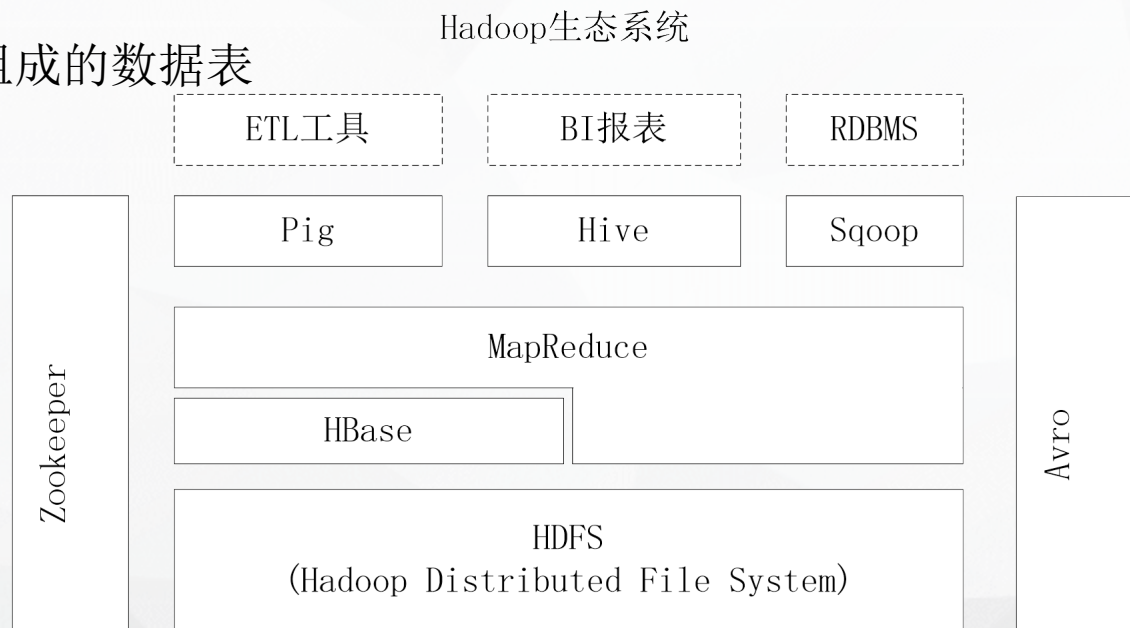 Hadoop生态系统
组成的数据表
ETL工具
BI报表
RDBMS
Pig
Hive
Sqoop
MapReduce
HBase
Zookeeper
Avro
HDFS
(Hadoop Distributed File System)